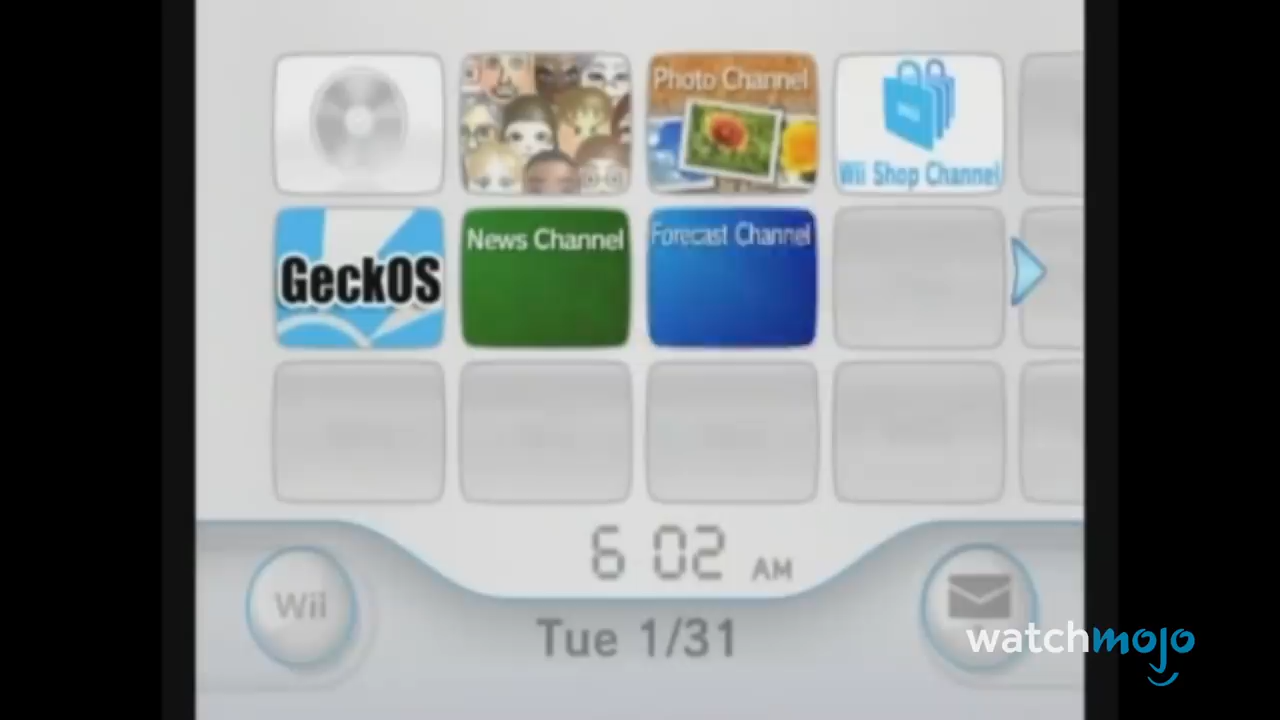 Photo Channel
Wii Shop Channel
GeckOS
News Channel
Forecast Channel
6 02 AM
Wii
Tue 1/31
watchmojo